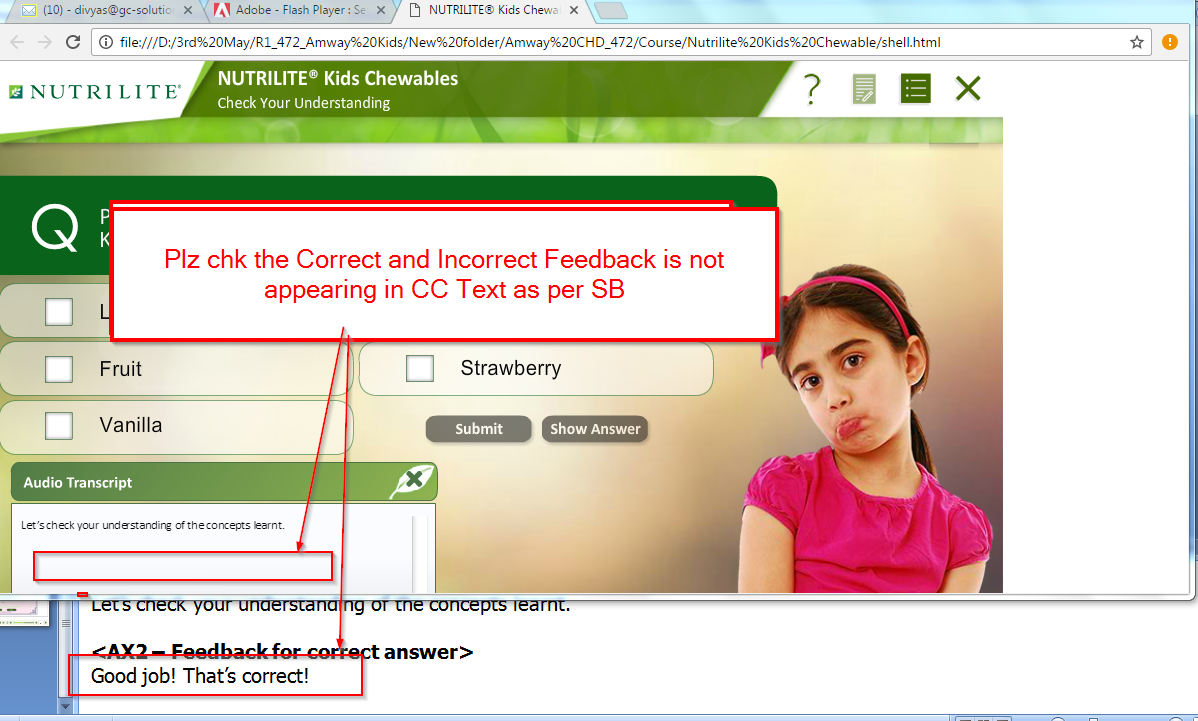 (10) - divyas@gc-solution
Adobe - Flash Player : Se
NUTRILITE® Kids Chewa
file:///D:/3rd%20May/R1_472_Amway%20Kids/New%20folder/Amway%20CHD_472/Course/Nutrilite%20Kids%20Chewable/shell.html
NUTRILITE®
NUTRILITE® Kids Chewables
Check Your Understanding
?
Q
P
K
Plz chk the Correct and Incorrect Feedback is not
appearing in CC Text as per SB
L
Fruit
Strawberry
Vanilla
Submit
Show Answer
Audio Transcript
Let's check your understanding of the concepts learnt.
Let's check your understanding of the concepts learnt.
<AX2 – Feedback for correct answer>
Good job! That's correct!